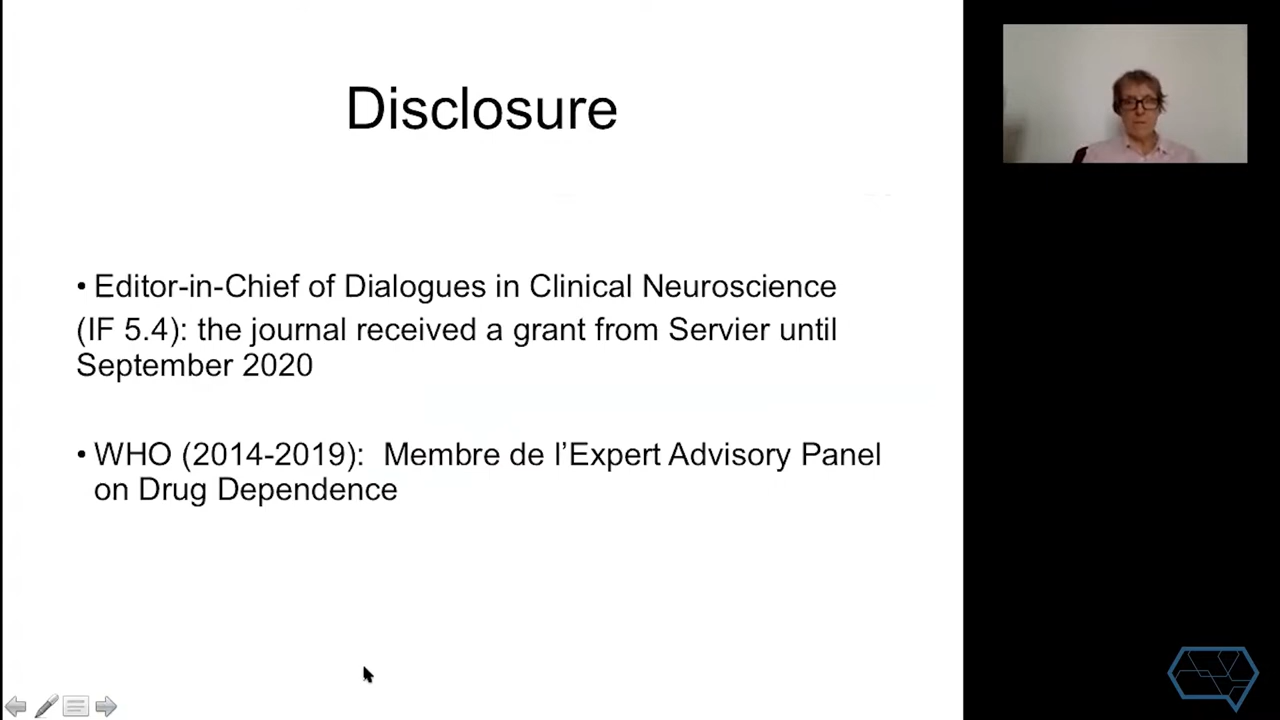 Disclosure
• Editor-in-Chief of Dialogues in Clinical Neuroscience
(IF 5.4): the journal received a grant from Servier until
September 2020
• WHO (2014-2019):  Membre de l’Expert Advisory Panel
on Drug Dependence